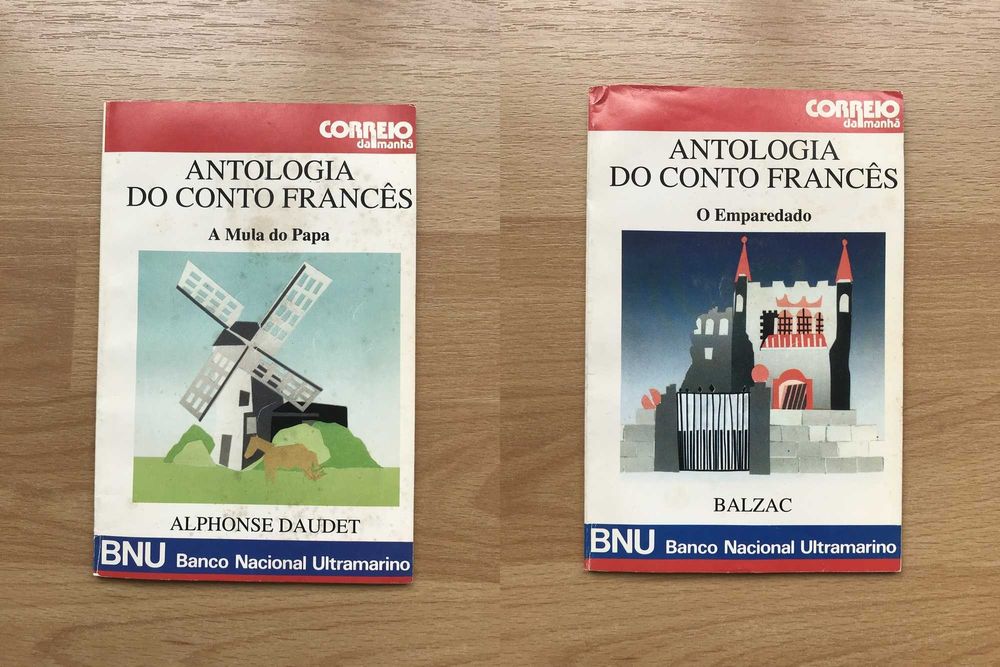 CORREIO
da manhã
ANTOLOGIA
DO CONTO FRANCÊS
A Mula do Papa
ALPHONSE DAUDET
BNU Banco Nacional Ultramarino
CORREIO
da manhã
ANTOLOGIA
DO CONTO FRANCÊS
O Emparedado
BALZAC
BNU Banco Nacional Ultramarino